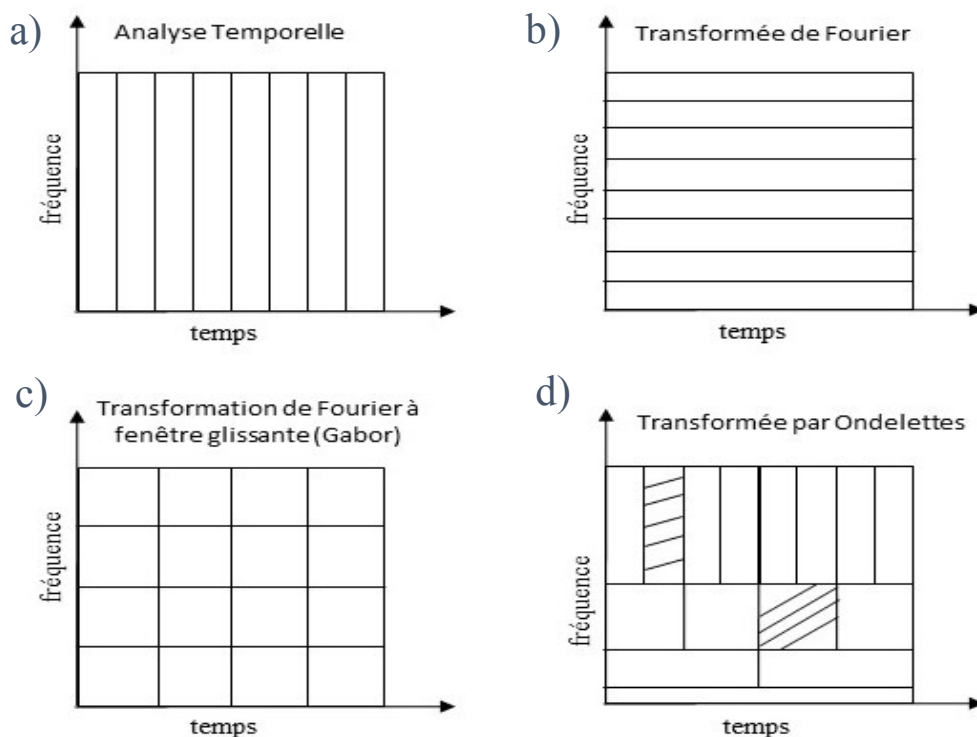 a)
Analyse Temporelle
fréquence
temps
b)
Transformée de Fourier
fréquence
temps
c)
Transformation de Fourier à
fenêtre glissante (Gabor)
fréquence
temps
d)
Transformée par Ondelettes
fréquence
temps